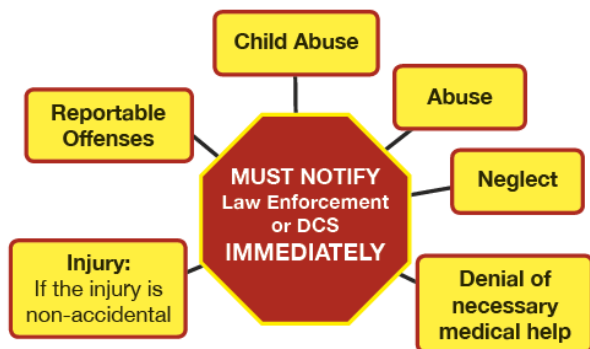 Child Abuse
Abuse
Reportable
Offenses
Neglect
MUST NOTIFY
Law Enforcement
or DCS
IMMEDIATELY
Injury:
If the injury is
non-accidental
Denial of
necessary
medical help